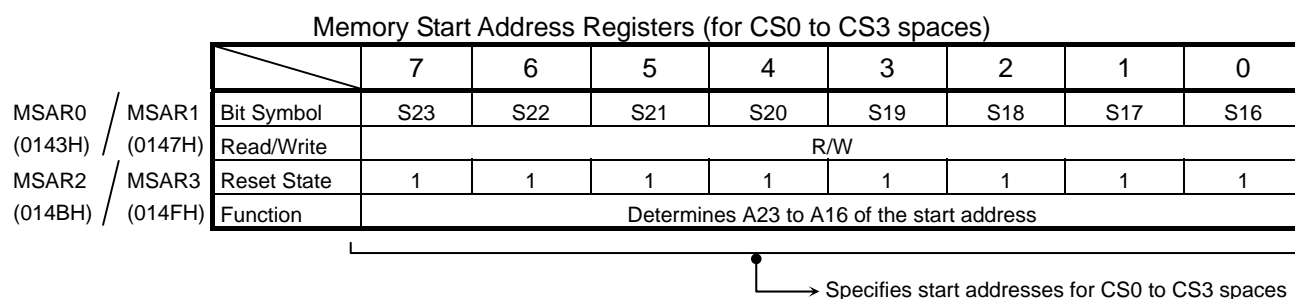 Memory Start Address Registers (for CS0 to CS3 spaces)
7 6 5 4 3 2 1 0
MSAR0 / MSAR1 Bit Symbol S23 S22 S21 S20 S19 S18 S17 S16
(0143H) (0147H) Read/Write R/W
MSAR2 / MSAR3 Reset State 1 1 1 1 1 1 1 1
(014BH) (014FH) Function Determines A23 to A16 of the start address
Specifies start addresses for CS0 to CS3 spaces